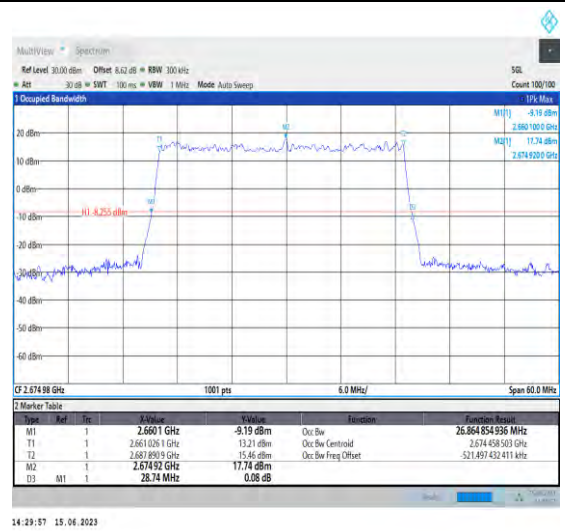 MultiView Spectrum
Ref Level 30.00 dBm Offset 8.62 dB RBW 300 kHz SGL
Att 30 dB SWT 100 ms VBW 1 MHz Mode Auto Sweep Count 100/100
1 Occupied Bandwidth 1Pk Max
M1[1] -9.19 dBm
2.660 100 0 GHz
M2[1] 17.74 dBm
2.674 920 0 GHz
M2
T1
T2
20 dBm
10 dBm
0 dBm
M1
D3
H1 -8.255 dBm
-10 dBm
-20 dBm
-30 dBm
-40 dBm
-50 dBm
-60 dBm
CF 2.674 98 GHz 1001 pts 6.0 MHz/ Span 60.0 MHz
2 Marker Table
Type Ref Trc X-Value Y-Value Function Function Result
M1 1 2.6601 GHz -9.19 dBm Occ Bw 26.864 854 936 MHz
T1 1 2.661 026 1 GHz 13.21 dBm Occ Bw Centroid 2.674 458 503 GHz
T2 1 2.687 890 9 GHz 15.46 dBm Occ Bw Freq Offset -521.497 432 411 kHz
M2 1 2.674 92 GHz 17.74 dBm
D3 M1 1 28.74 MHz 0.08 dB
Ready
14:29:57 15.06.2023